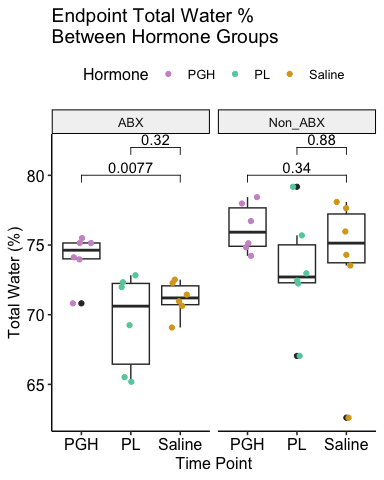 Endpoint Total Water %
Between Hormone Groups
Hormone PGH PL Saline
ABX Non_ABX
0.32 0.88
0.0077 0.34
Total Water (%)
80
75
70
65
PGH PL Saline PGH PL Saline
Time Point